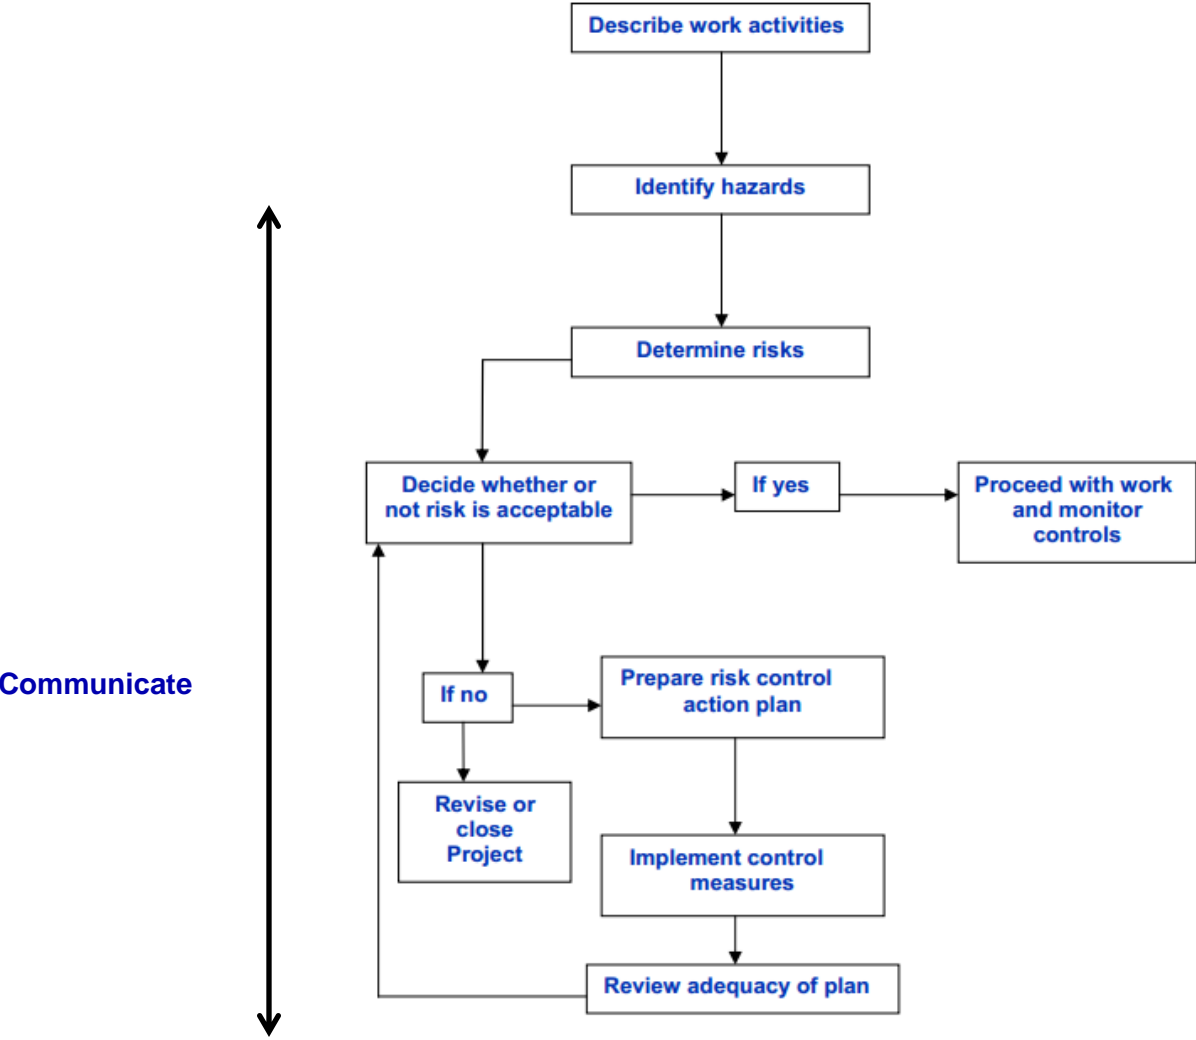 Describe work activities
Identify hazards
Determine risks
Decide whether or
not risk is acceptable
If yes
Proceed with work
and monitor
controls
Communicate
If no
Prepare risk control
action plan
Revise or
close
Project
Implement control
measures
Review adequacy of plan